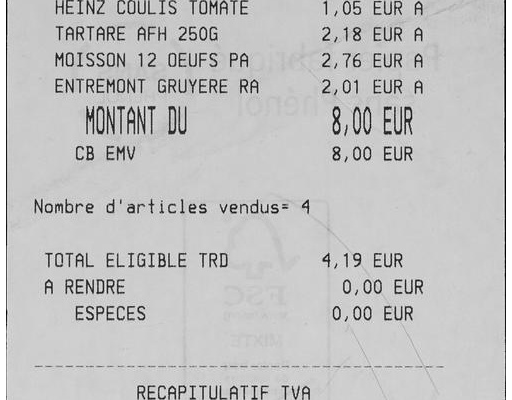 HEINZ COULIS TOMATE 1,05 EUR A
TARTARE AFH 250G 2,18 EUR A
MOISSON 12 OEUFS PA 2,76 EUR A
ENTREMONT GRUYERE RA 2,01 EUR A
MONTANT DU 8,00 EUR
CB EMV 8,00 EUR
Nombre d'articles vendus= 4
TOTAL ELIGIBLE TRD 4,19 EUR
A RENDRE 0,00 EUR
ESPECES 0,00 EUR
RECAPITULATIF TVA